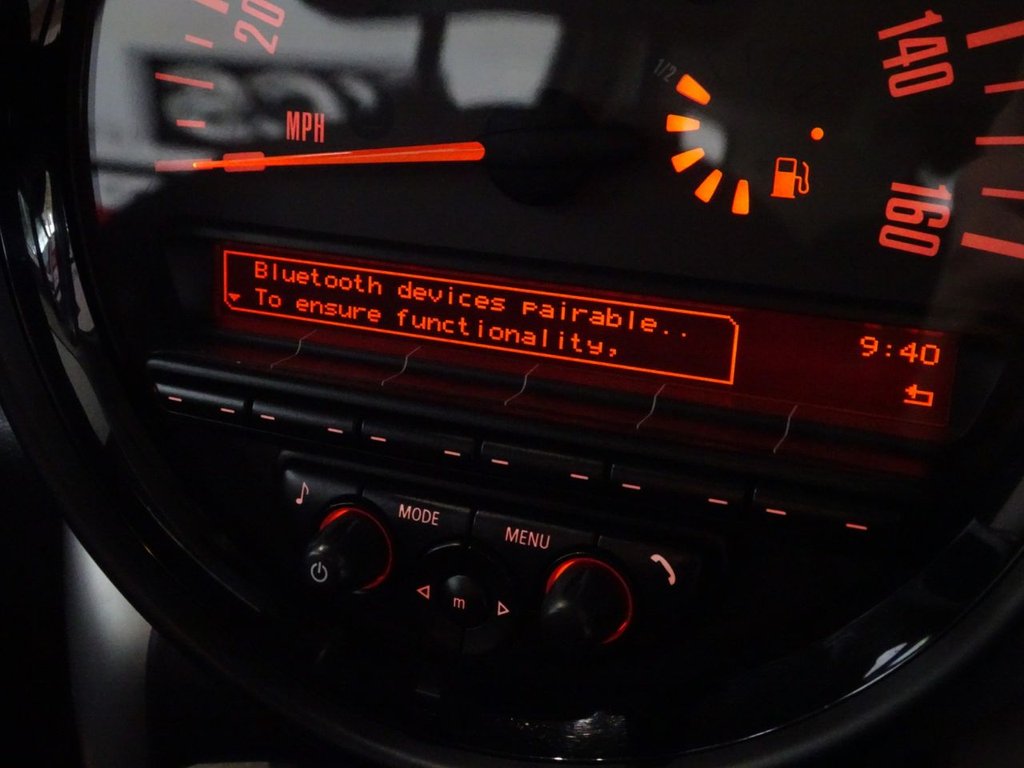 20
MPH
1/2
140
160
Bluetooth devices pairable..
To ensure functionality,
9:40
MODE
MENU
m